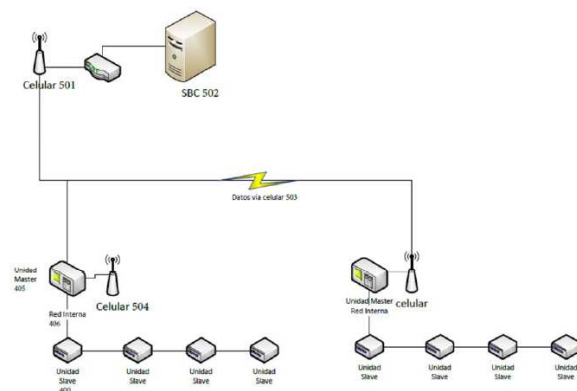 Celular 501
SBC 502
Datos via celular 503
Unidad
Master
405
Celular 504
Red Interna
406
Unidad
Slave
400
Unidad
Slave
Unidad
Slave
Unidad
Slave
Unidad Master
Red Interna
celular
Unidad
Slave
Unidad
Slave
Unidad
Slave
Unidad
Slave